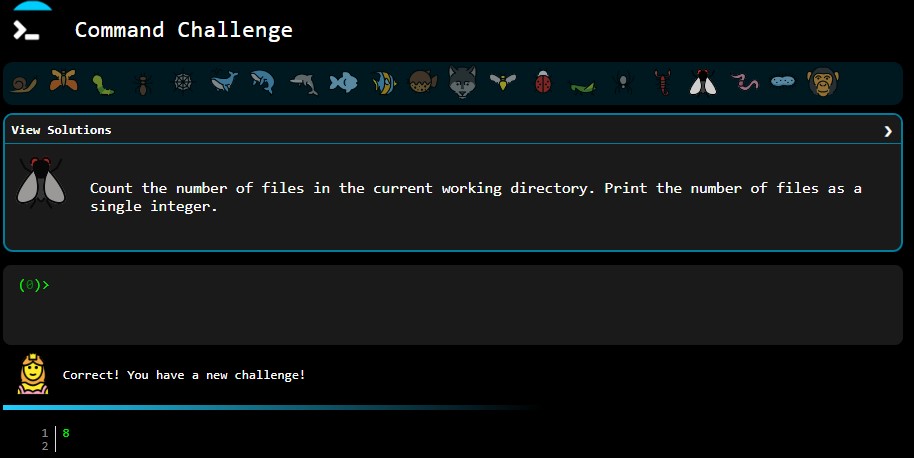 Command Challenge
View Solutions
Count the number of files in the current working directory. Print the number of files as a
single integer.
(0)>
Correct! You have a new challenge!
1 8
2